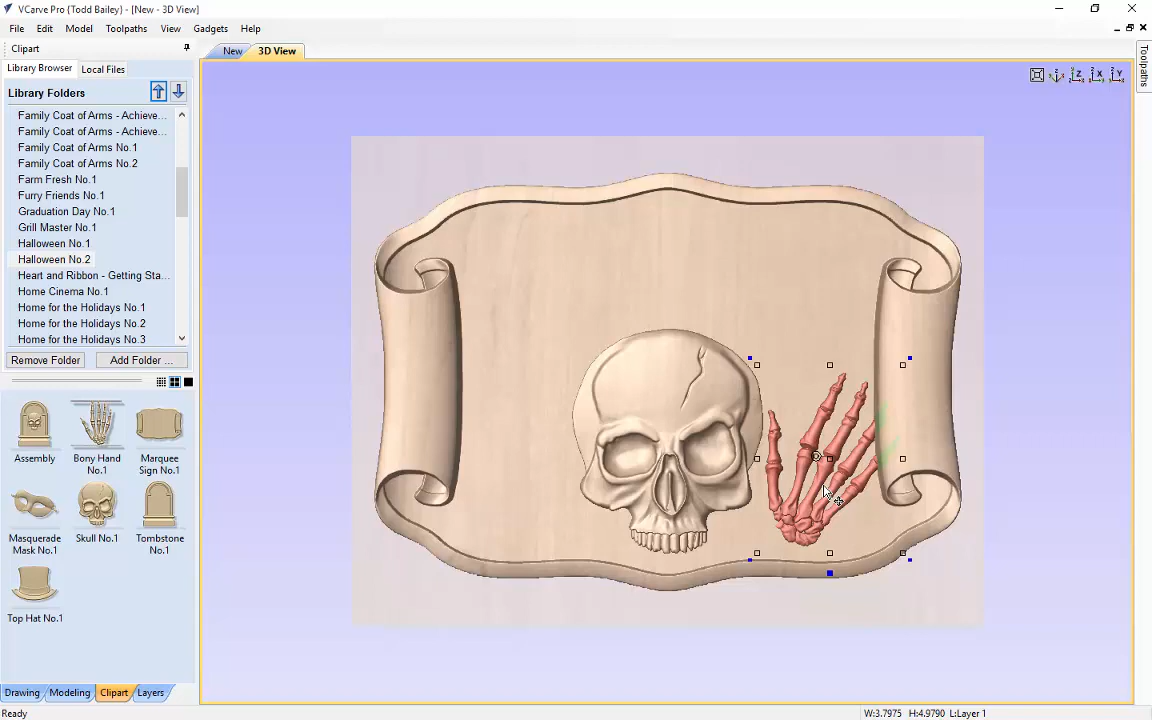 VCarve Pro {Todd Bailey} - [New - 3D View]
File Edit Model Toolpaths View Gadgets Help
Clipart
Library Browser Local Files
Library Folders
Family Coat of Arms - Achieve...
Family Coat of Arms - Achieve...
Family Coat of Arms No.1
Family Coat of Arms No.2
Farm Fresh No.1
Furry Friends No.1
Graduation Day No.1
Grill Master No.1
Halloween No.1
Halloween No.2
Heart and Ribbon - Getting Sta...
Home Cinema No.1
Home for the Holidays No.1
Home for the Holidays No.2
Home for the Holidays No.3
Remove Folder Add Folder ...
Assembly
Bony Hand No.1
Marquee Sign No.1
Masquerade Mask No.1
Skull No.1
Tombstone No.1
Top Hat No.1
Drawing Modeling Clipart Layers
New 3D View
Z X Y
Toolpaths
Ready
W:3.7975 H:4.9790 L:Layer 1